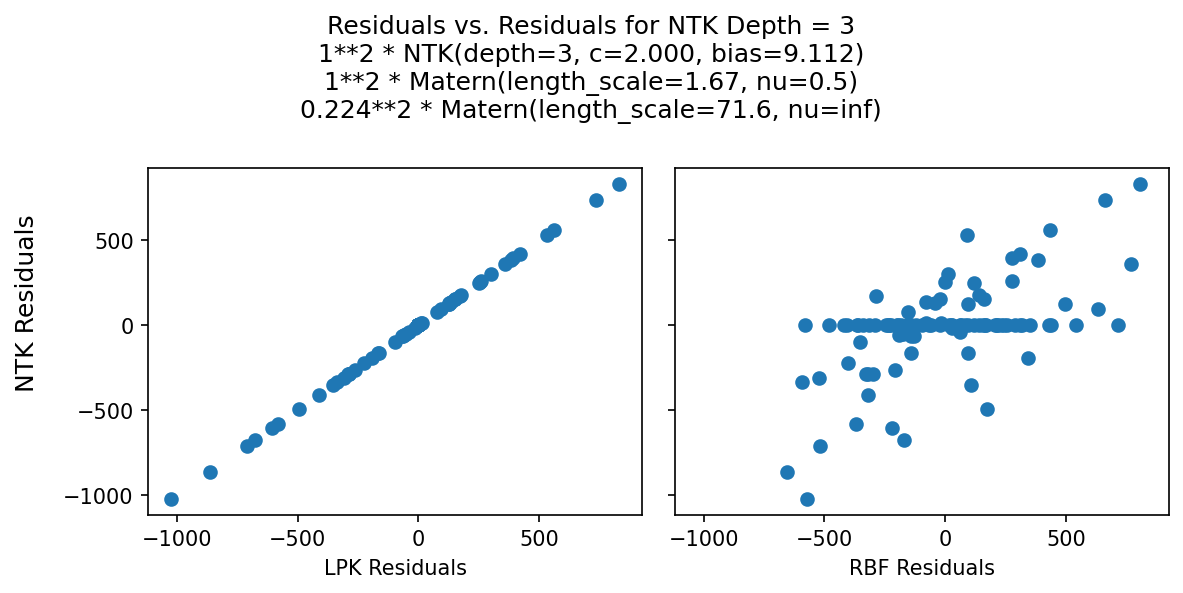 Residuals vs. Residuals for NTK Depth = 3
1**2 * NTK(depth=3, c=2.000, bias=9.112)
1**2 * Matern(length_scale=1.67, nu=0.5)
0.224**2 * Matern(length_scale=71.6, nu=inf)
NTK Residuals
500
0
−500
−1000
−1000 −500 0 500
LPK Residuals
−1000 −500 0 500
RBF Residuals